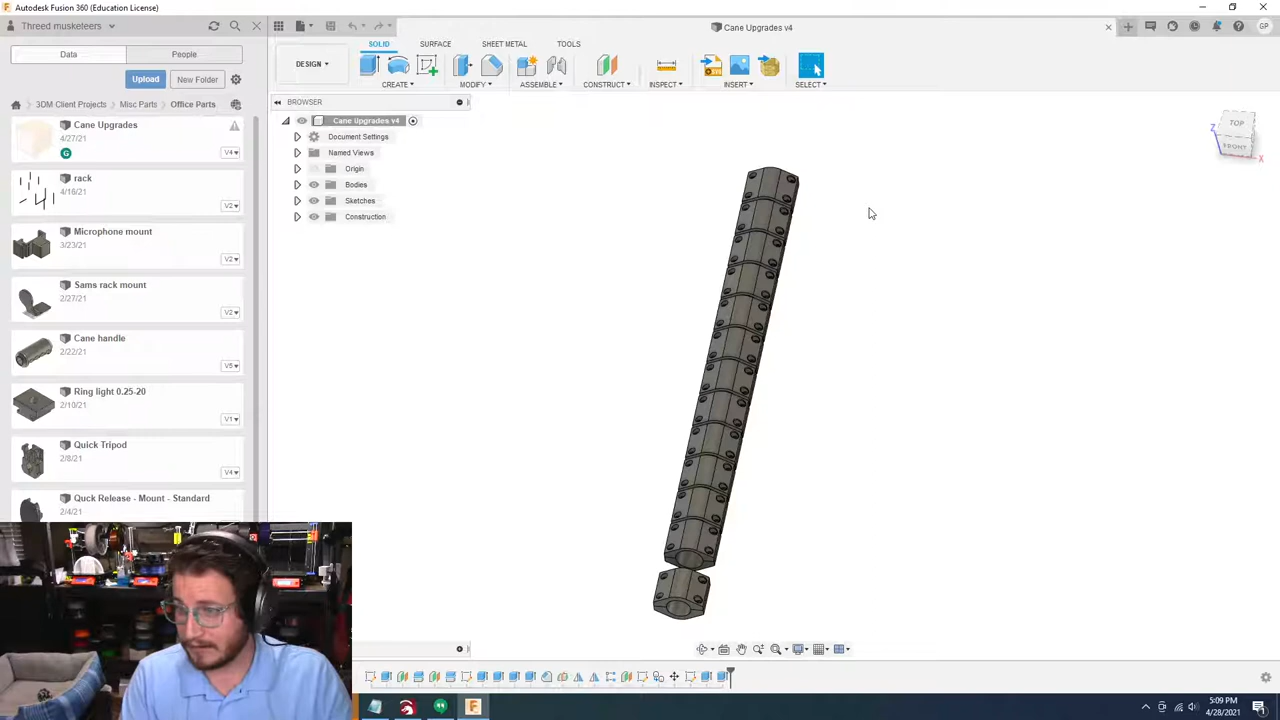 Autodesk Fusion 360 (Education License)
Threed musketeers
Cane Upgrades v4
GP
Data
People
Upload
New Folder
3DM Client Projects
Misc Parts
Office Parts
SOLID
SURFACE
SHEET METAL
TOOLS
DESIGN
CREATE
MODIFY
ASSEMBLE
CONSTRUCT
INSPECT
INSERT
SELECT
BROWSER
Cane Upgrades v4
Document Settings
Named Views
Origin
Bodies
Sketches
Construction
Cane Upgrades
4/27/21
G
V4
rack
4/16/21
V2
Microphone mount
3/23/21
V2
Sams rack mount
2/27/21
V2
Cane handle
2/22/21
V5
Ring light 0.25-20
2/10/21
V1
Quick Tripod
2/8/21
V4
Quck Release - Mount - Standard
2/4/21
TOP
FRONT
Z
X
5:09 PM
4/28/2021